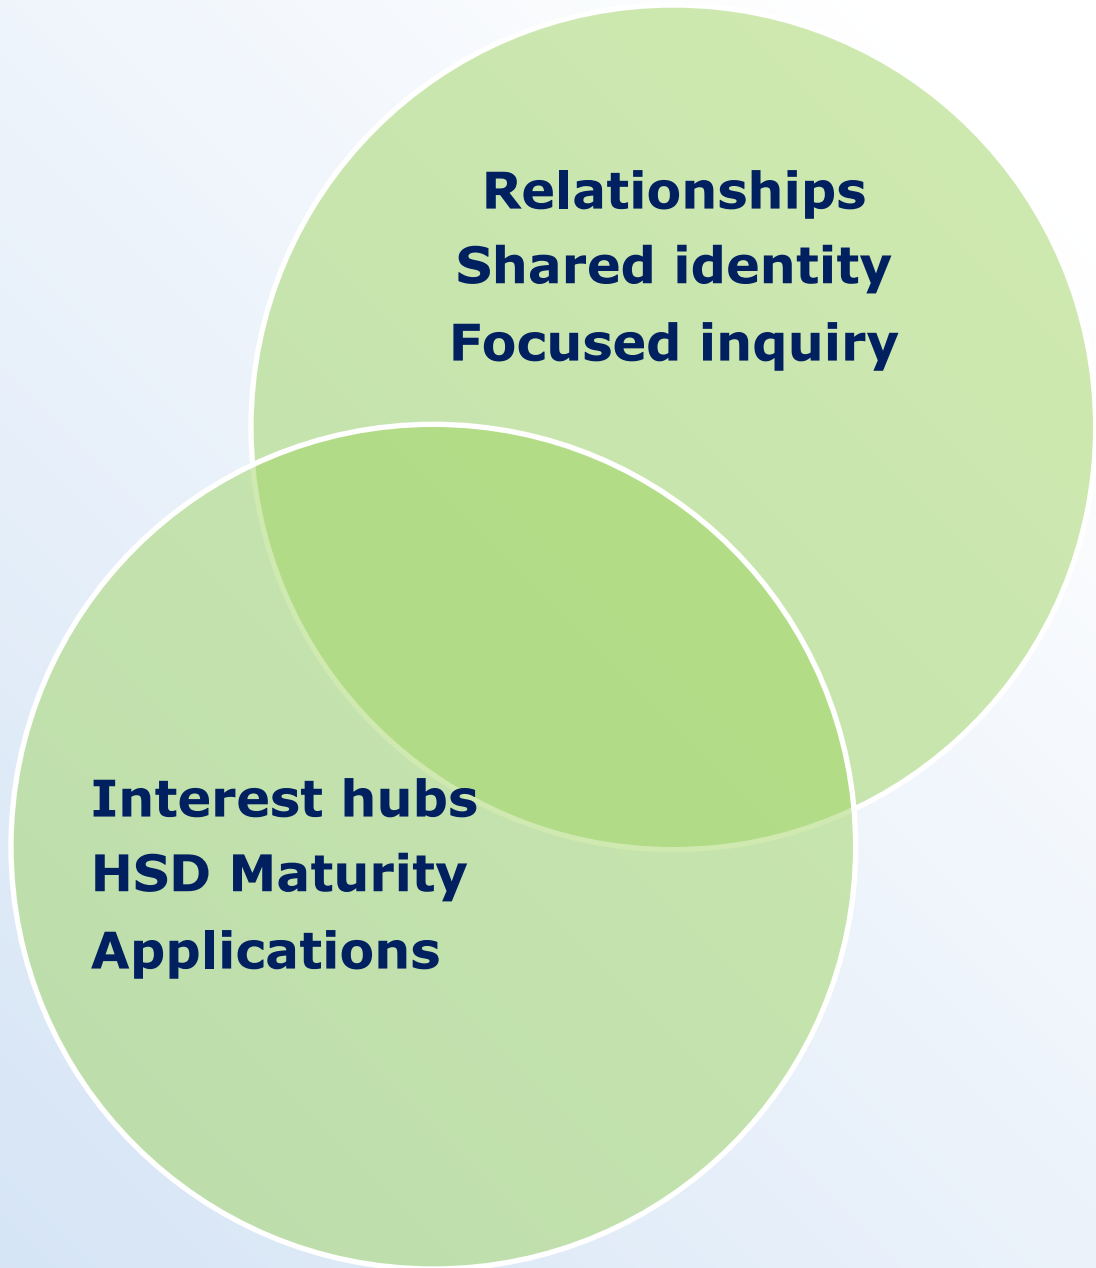 Relationships
Shared identity
Focused inquiry
Interest hubs
HSD Maturity
Applications